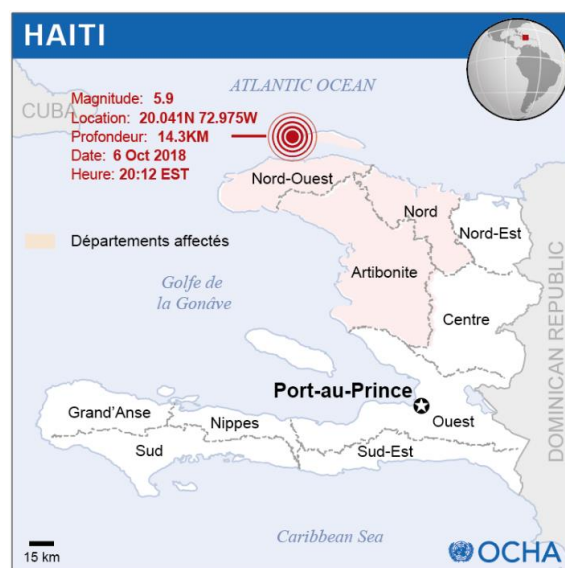 HAITI
ATLANTIC OCEAN
CUBA
Magnitude: 5.9
Location: 20.041N 72.975W
Profondeur: 14.3KM
Date: 6 Oct 2018
Heure: 20:12 EST
Nord-Ouest
Nord
Nord-Est
Départements affectés
Artibonite
Golfe de
la Gonâve
Centre
DOMINICAN REPUBLIC
Port-au-Prince
Grand'Anse
Nippes
Ouest
Sud
Sud-Est
Caribbean Sea
15 km
OCHA